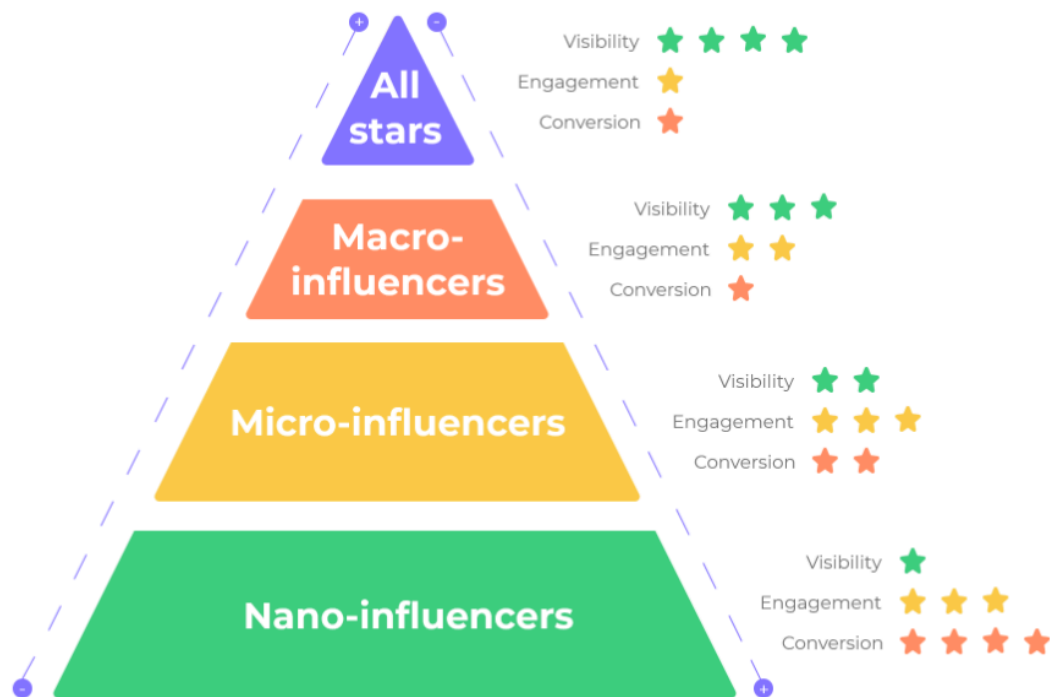 +
-
All
stars
Visibility
Engagement
Conversion
Macro-
influencers
Visibility
Engagement
Conversion
Micro-influencers
Visibility
Engagement
Conversion
Nano-influencers
Visibility
Engagement
Conversion
-
+